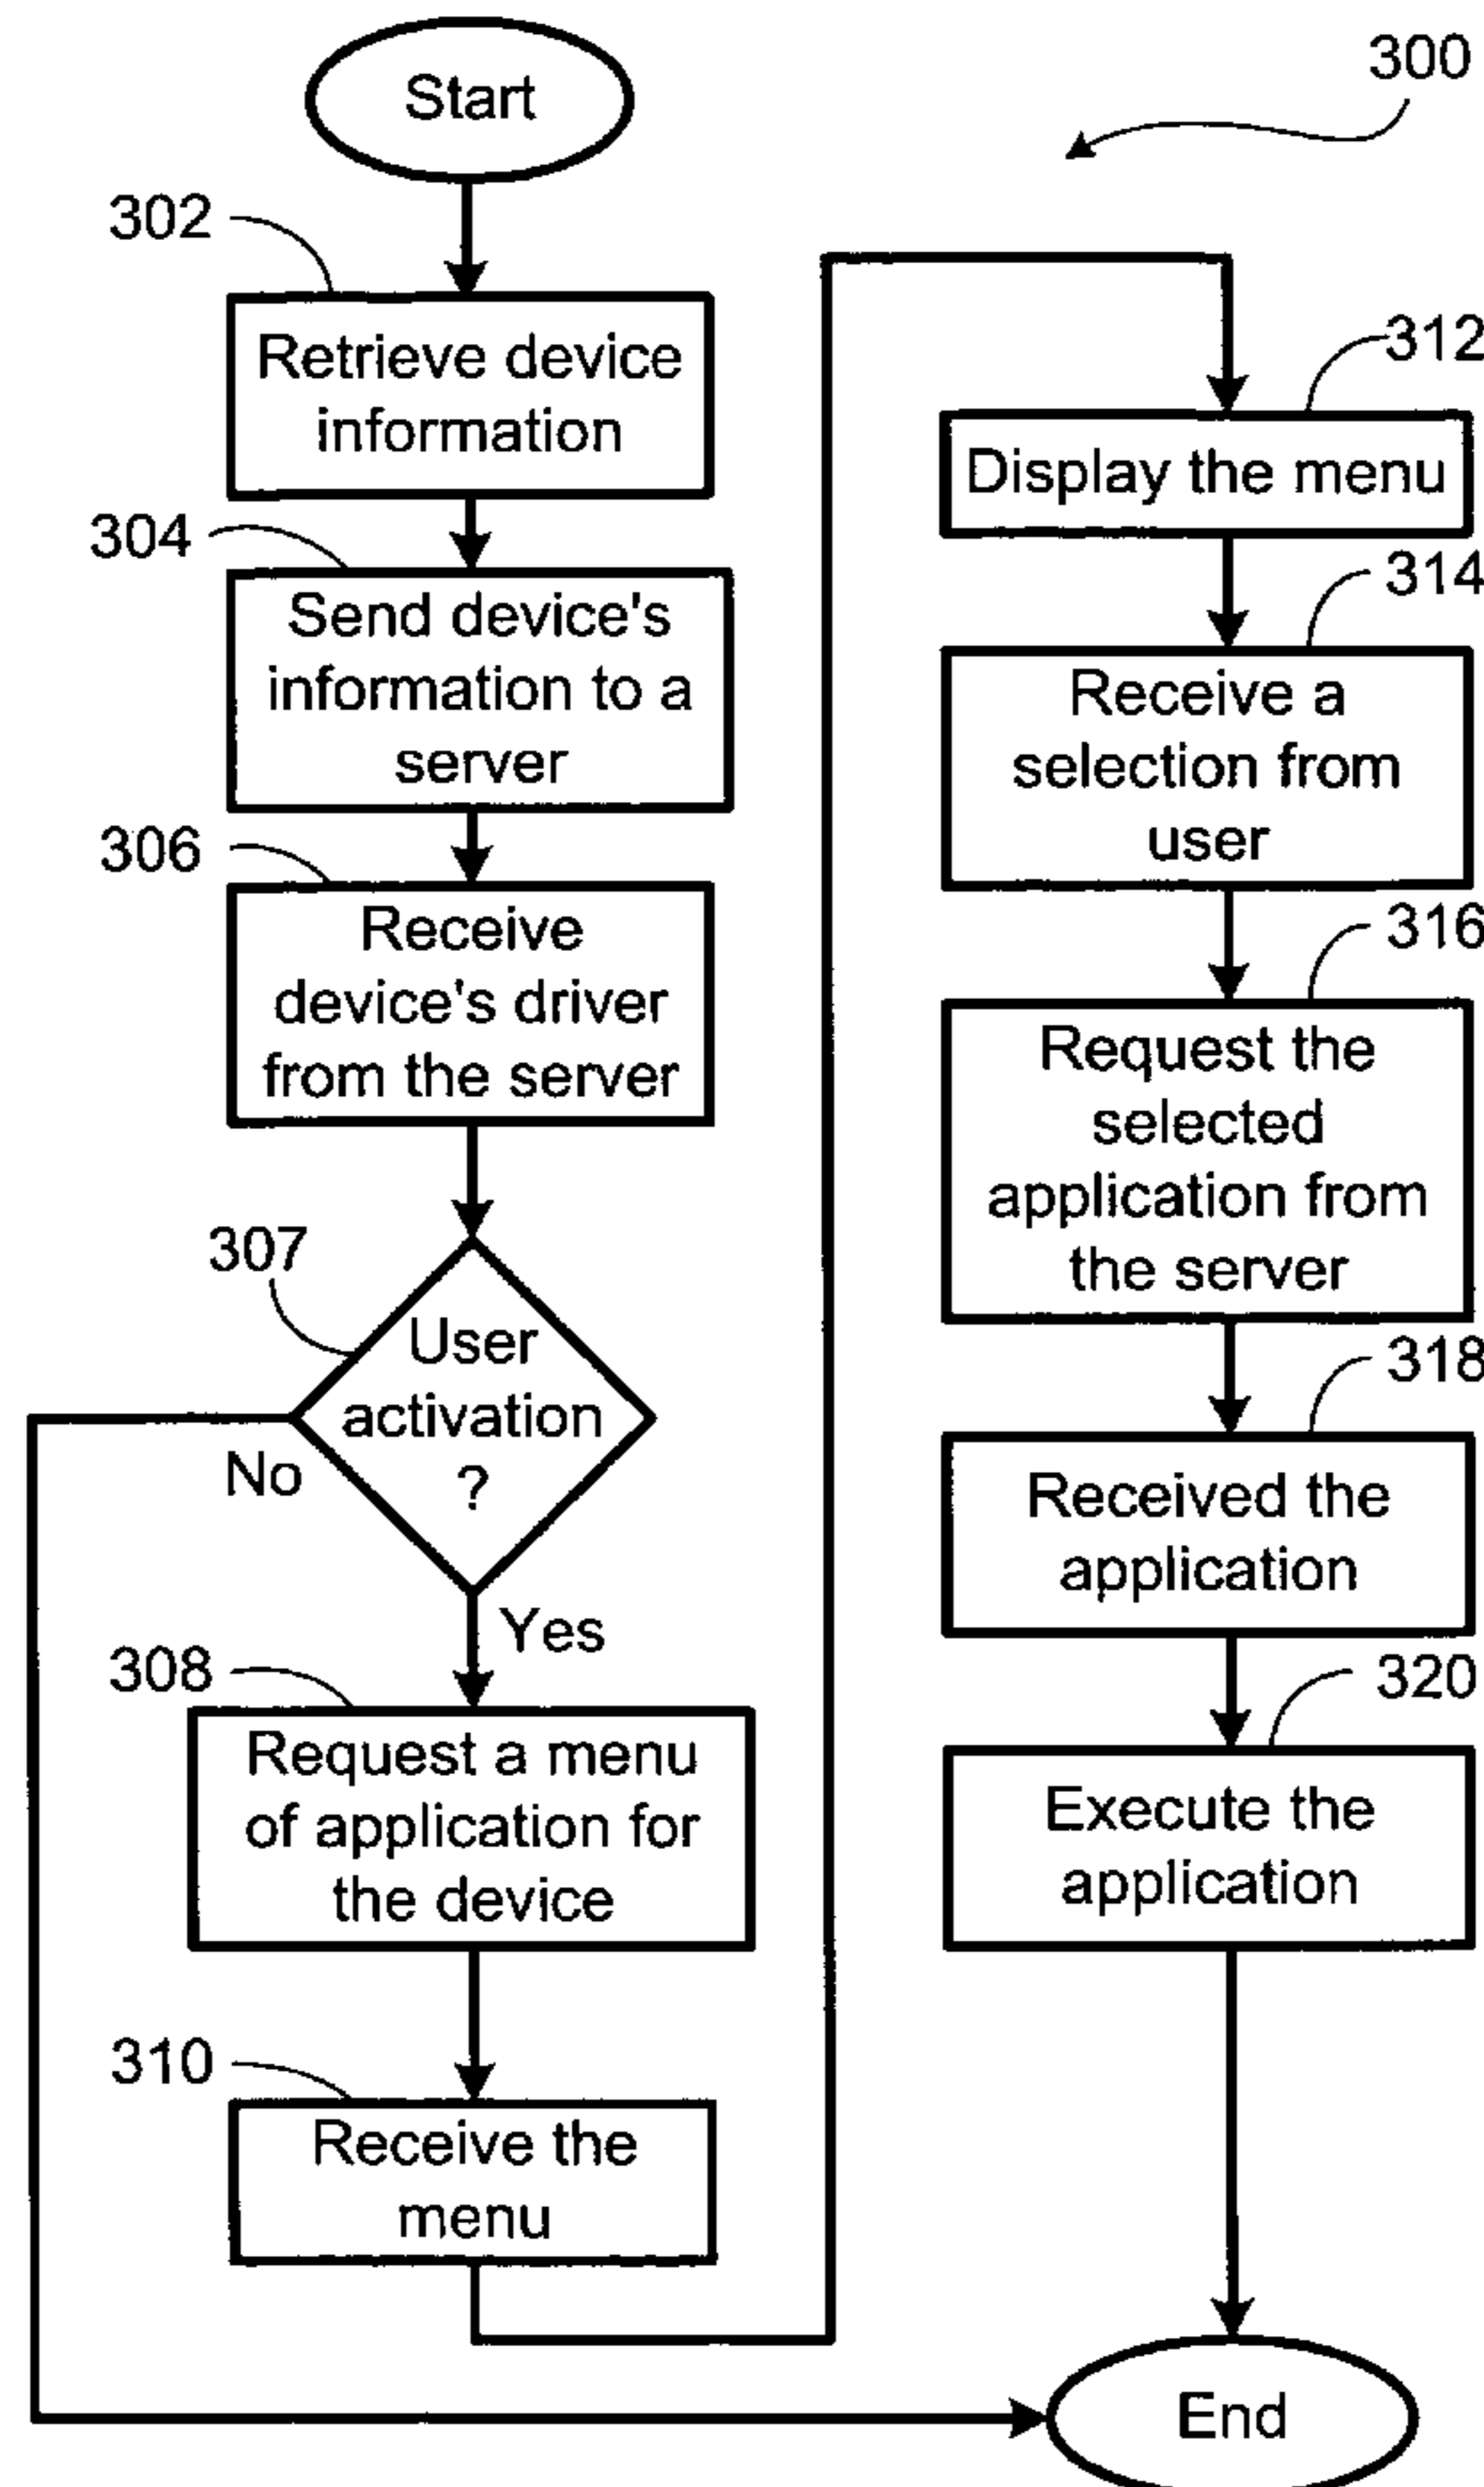 Start
300
302
Retrieve device
information
304
Send device's
information to a
server
306
Receive
device's driver
from the server
307
User
activation
?
No
Yes
308
Request a menu
of application for
the device
310
Receive the
menu
312
Display the menu
314
Receive a
selection from
user
316
Request the
selected
application from
the server
318
Received the
application
320
Execute the
application
End